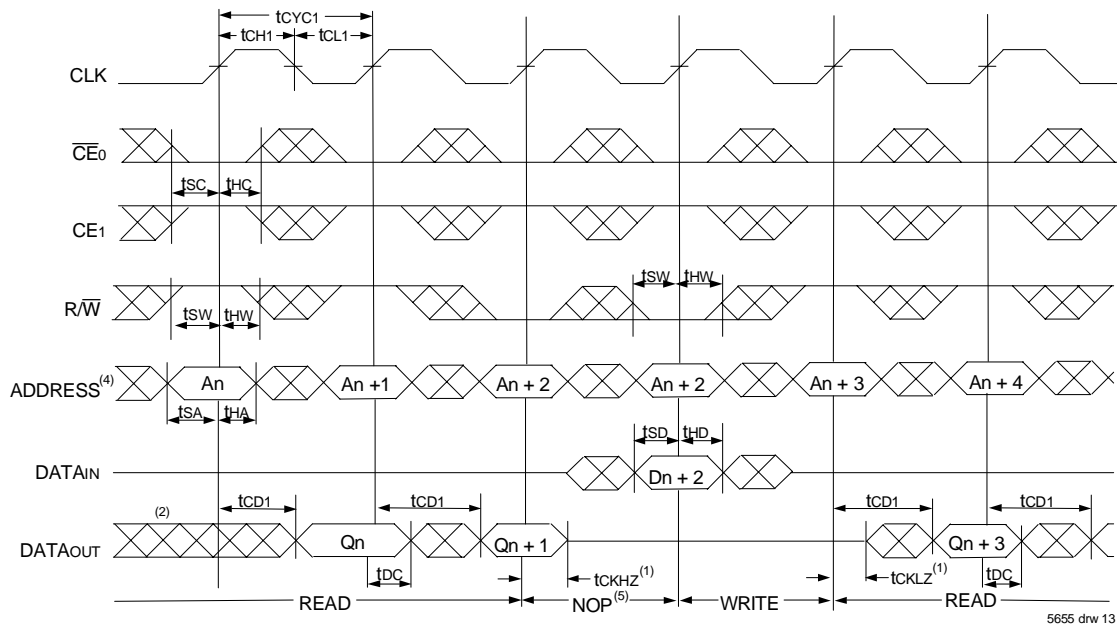 tCYC1
tCH1 tCL1
CLK
CE0
tSC tHC
CE1
tSW tHW
R/W
tSW tHW
ADDRESS(4) An An +1 An + 2 An + 2 An + 3 An + 4
tSA tHA
tSD tHD
DATAIN Dn + 2
tCD1 tCD1 tCD1 tCD1
(2)
DATAOUT Qn Qn + 1 Qn + 3
tDC tCKHZ(1) tCKLZ(1) tDC
READ NOP(5) WRITE READ
5655 drw 13